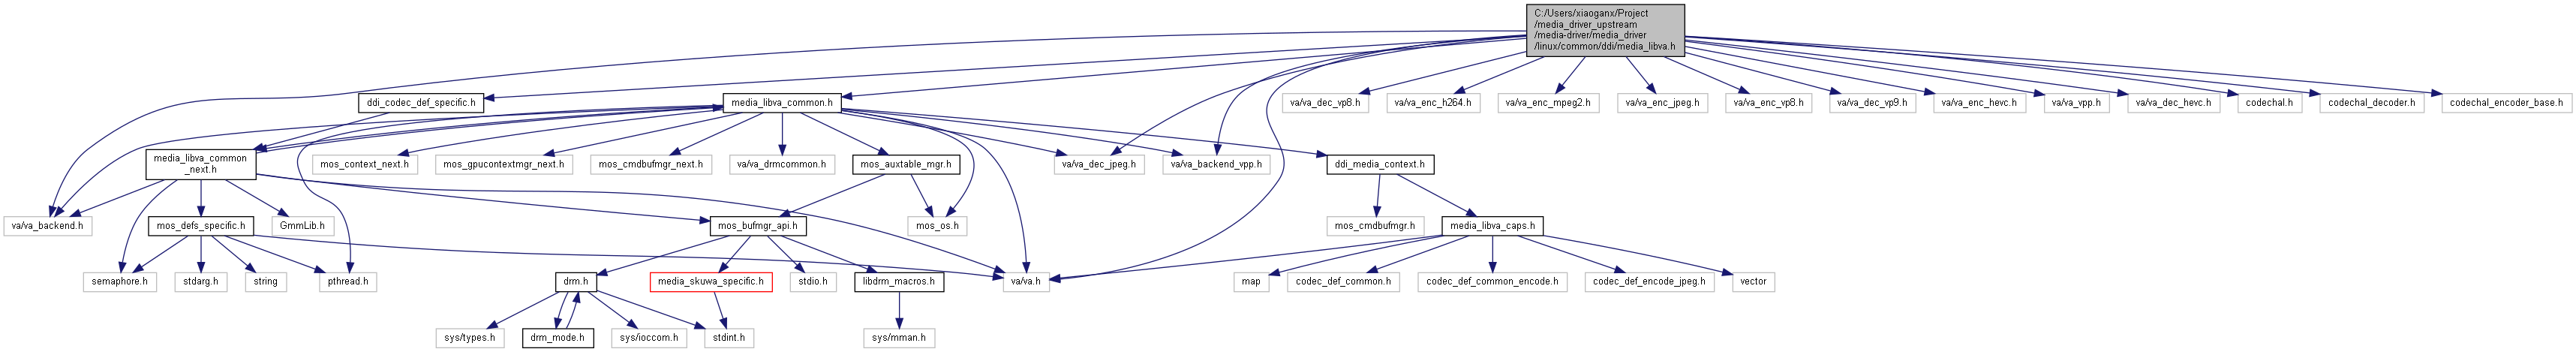 C:/Users/xiaoganx/Project
/media_driver_upstream
/media-driver/media_driver
/linux/common/ddi/media_libva.h
ddi_codec_def_specific.h
media_libva_common.h
va/va_dec_vp8.h
va/va_enc_h264.h
va/va_enc_mpeg2.h
va/va_enc_jpeg.h
va/va_enc_vp8.h
va/va_dec_vp9.h
va/va_enc_hevc.h
va/va_vpp.h
va/va_dec_hevc.h
codechal.h
codechal_decoder.h
codechal_encoder_base.h
media_libva_common
_next.h
mos_context_next.h
mos_gpucontextmgr_next.h
mos_cmdbufmgr_next.h
va/va_drmcommon.h
mos_auxtable_mgr.h
va/va_dec_jpeg.h
va/va_backend_vpp.h
ddi_media_context.h
va/va_backend.h
mos_defs_specific.h
GmmLib.h
mos_bufmgr_api.h
mos_os.h
mos_cmdbufmgr.h
media_libva_caps.h
semaphore.h
stdarg.h
string
pthread.h
drm.h
media_skuwa_specific.h
stdio.h
libdrm_macros.h
va/va.h
map
codec_def_common.h
codec_def_common_encode.h
codec_def_encode_jpeg.h
vector
sys/types.h
drm_mode.h
sys/ioccom.h
stdint.h
sys/mman.h